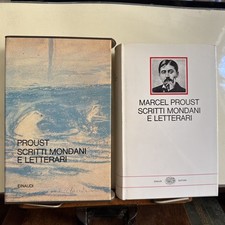 PROUST
SCRITTI MONDANI
E LETTERARI
EINAUDI
MARCEL PROUST
SCRITTI MONDANI
E LETTERARI